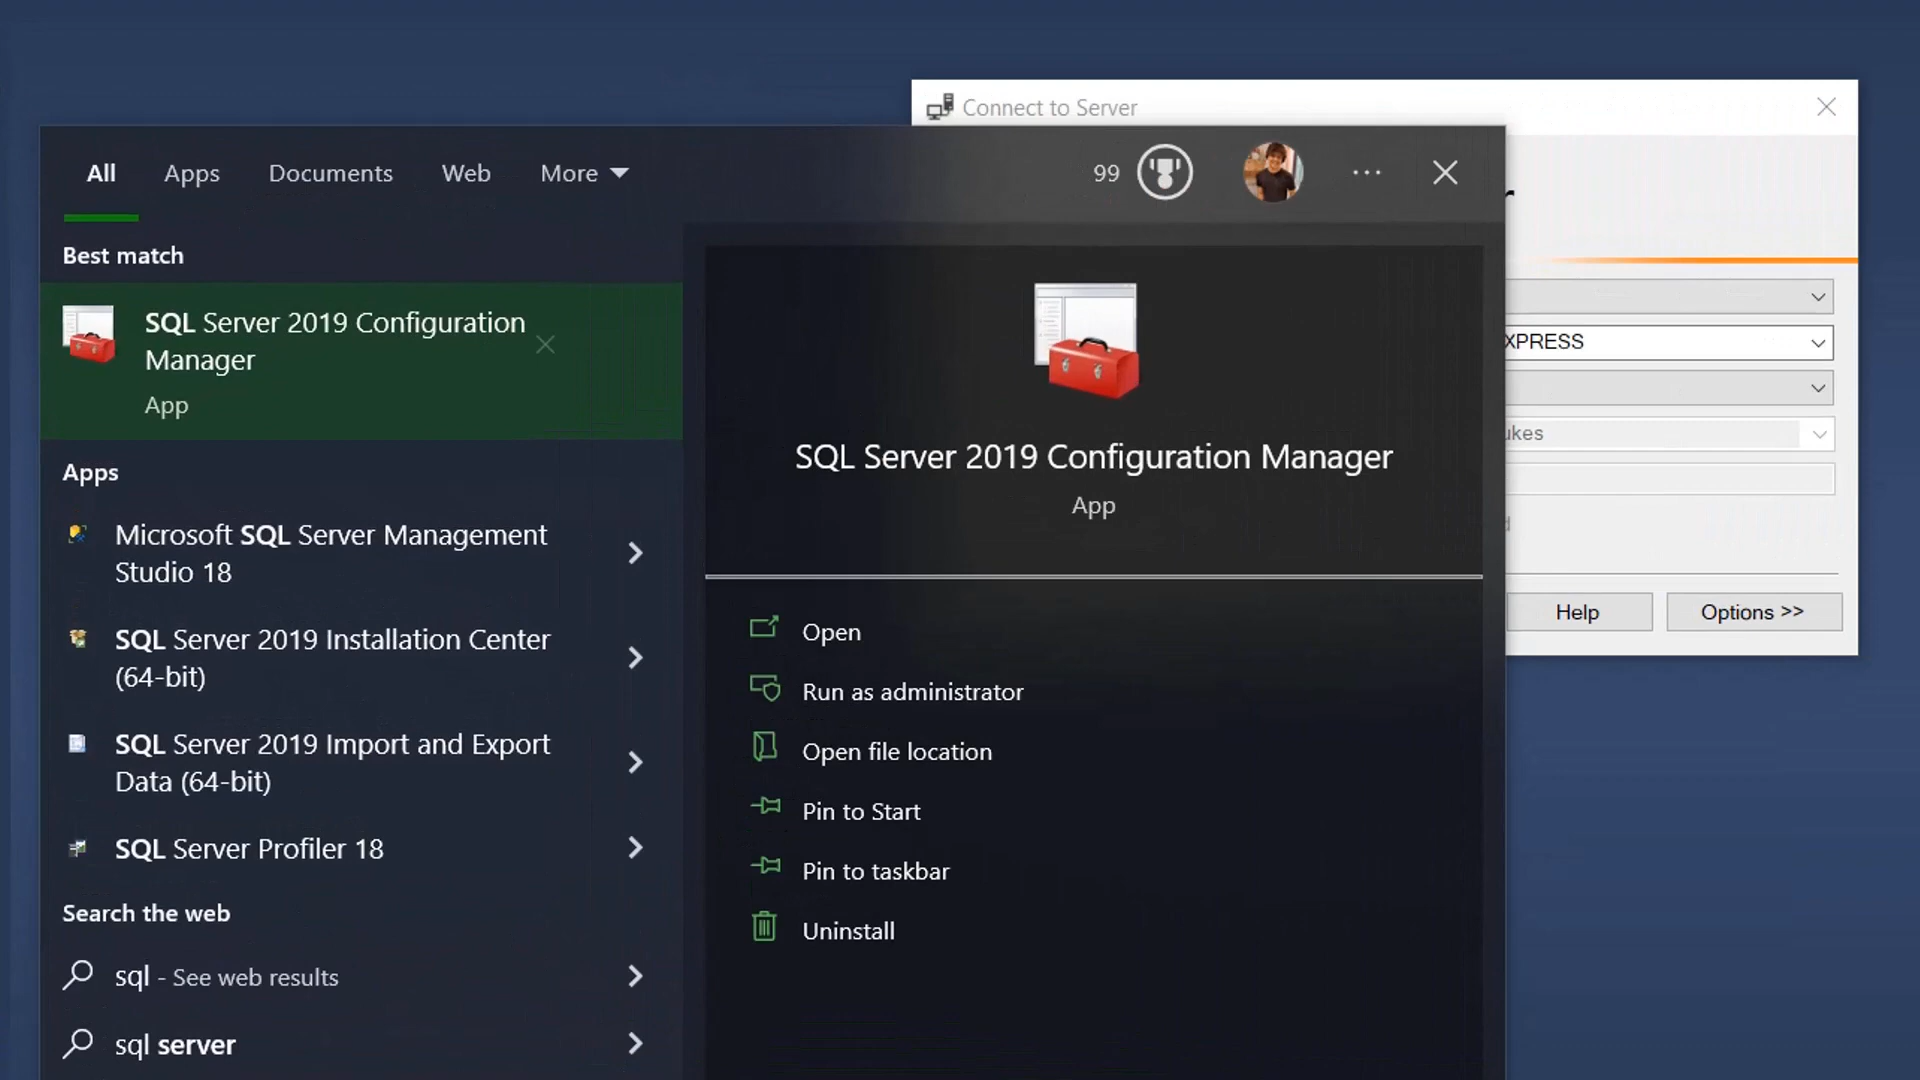 Connect to Server
All Apps Documents Web More
99
Best match
SQL Server 2019 Configuration
Manager
App
Apps
Microsoft SQL Server Management
Studio 18
SQL Server 2019 Installation Center
(64-bit)
SQL Server 2019 Import and Export
Data (64-bit)
SQL Server Profiler 18
Search the web
sql - See web results
sql server
SQL Server 2019 Configuration Manager
App
Open
Run as administrator
Open file location
Pin to Start
Pin to taskbar
Uninstall
XPRESS
ukes
Help Options >>